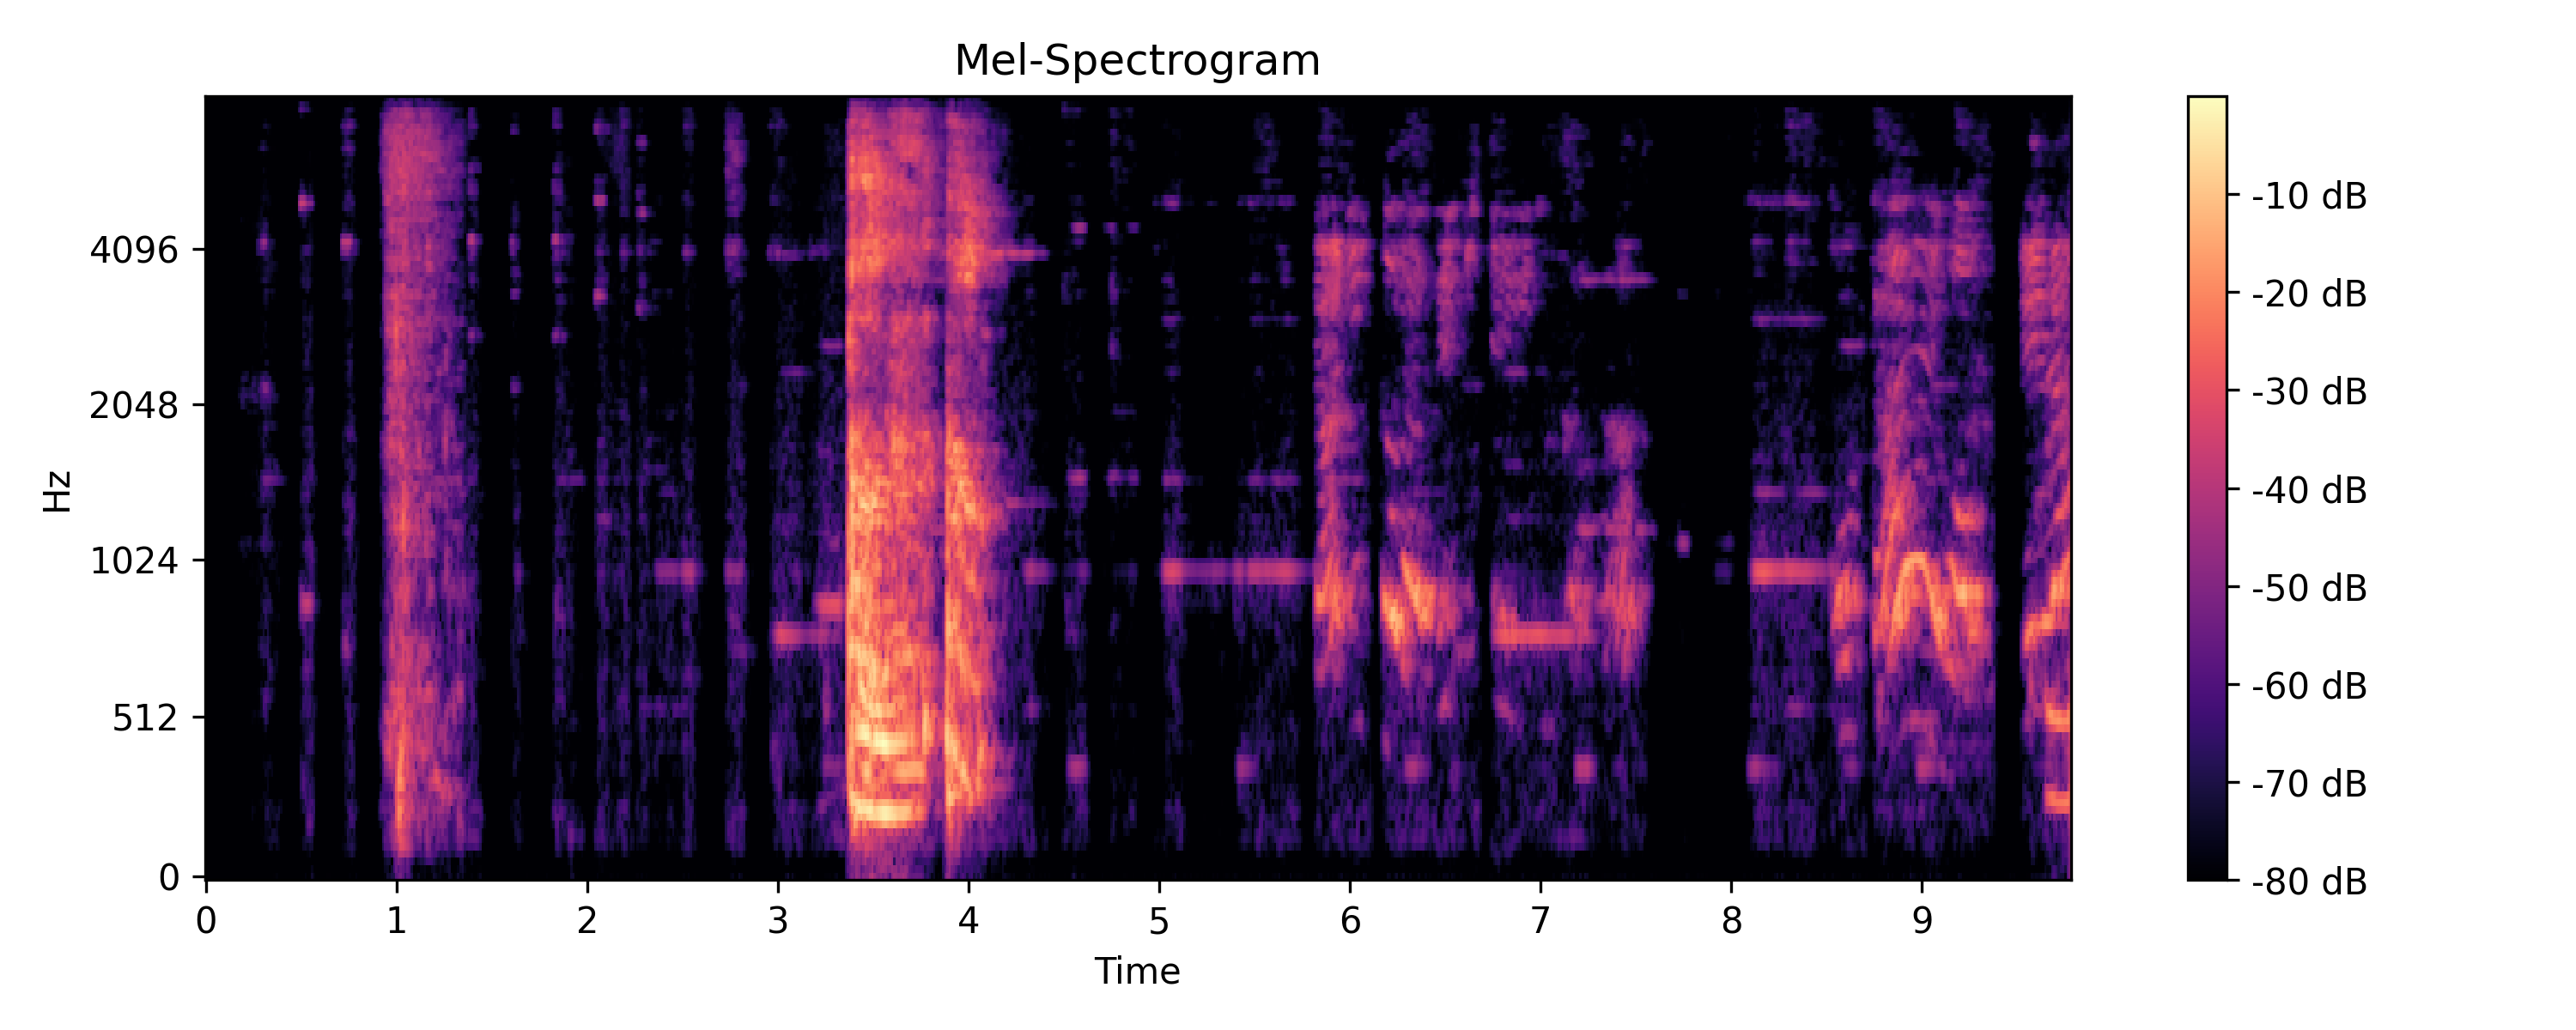 Mel-Spectrogram
Hz
4096
2048
1024
512
0
0 1 2 3 4 5 6 7 8 9
Time
-10 dB
-20 dB
-30 dB
-40 dB
-50 dB
-60 dB
-70 dB
-80 dB